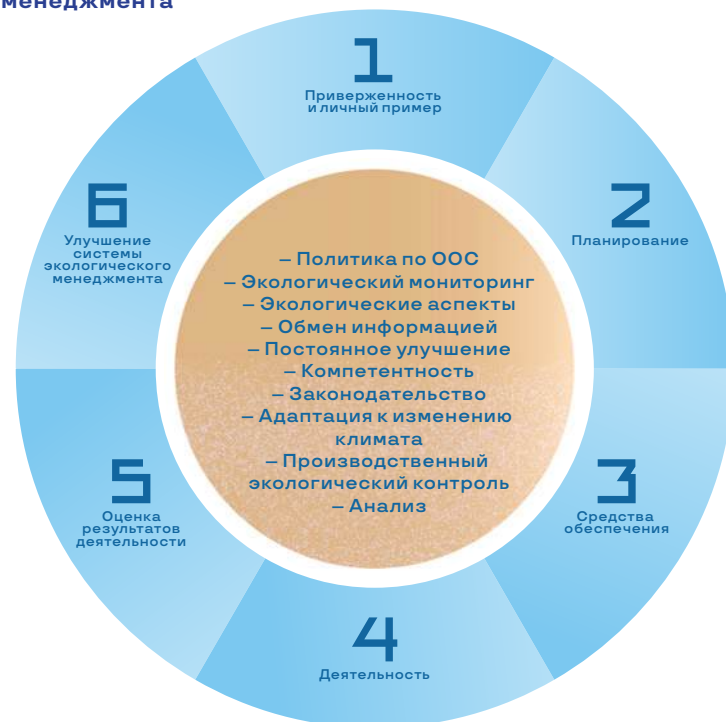 менеджмента
1
Приверженность
и личный пример
2
Планирование
3
Средства
обеспечения
4
Деятельность
5
Оценка
результатов
деятельности
6
Улучшение
системы
экологического
менеджмента
– Политика по ООС
– Экологический мониторинг
– Экологические аспекты
– Обмен информацией
– Постоянное улучшение
– Компетентность
– Законодательство
– Адаптация к изменению
климата
– Производственный
экологический контроль
– Анализ